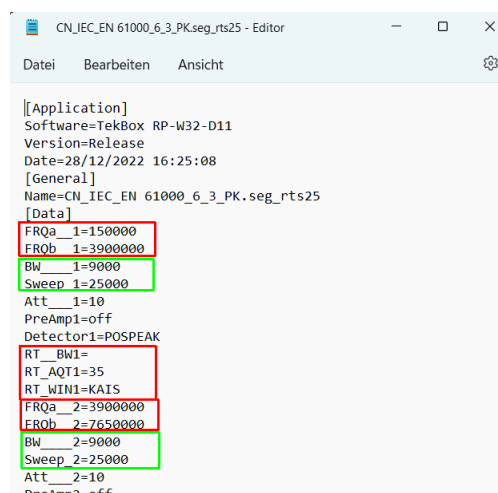 CN_IEC_EN 61000_6_3_PK.seg_rts25 - Editor
Datei Bearbeiten Ansicht
[Application]
Software=TekBox RP-W32-D11
Version=Release
Date=28/12/2022 16:25:08
[General]
Name=CN_IEC_EN 61000_6_3_PK.seg_rts25
[Data]
FRQa__1=150000
FRQb__1=3900000
BW____1=9000
Sweep_1=25000
Att___1=10
PreAmp1=off
Detector1=POSPEAK
RT__BW1=
RT_AQT1=35
RT_WIN1=KAIS
FRQa__2=3900000
FRQb__2=7650000
BW____2=9000
Sweep_2=25000
Att___2=10
PreAmp2=off